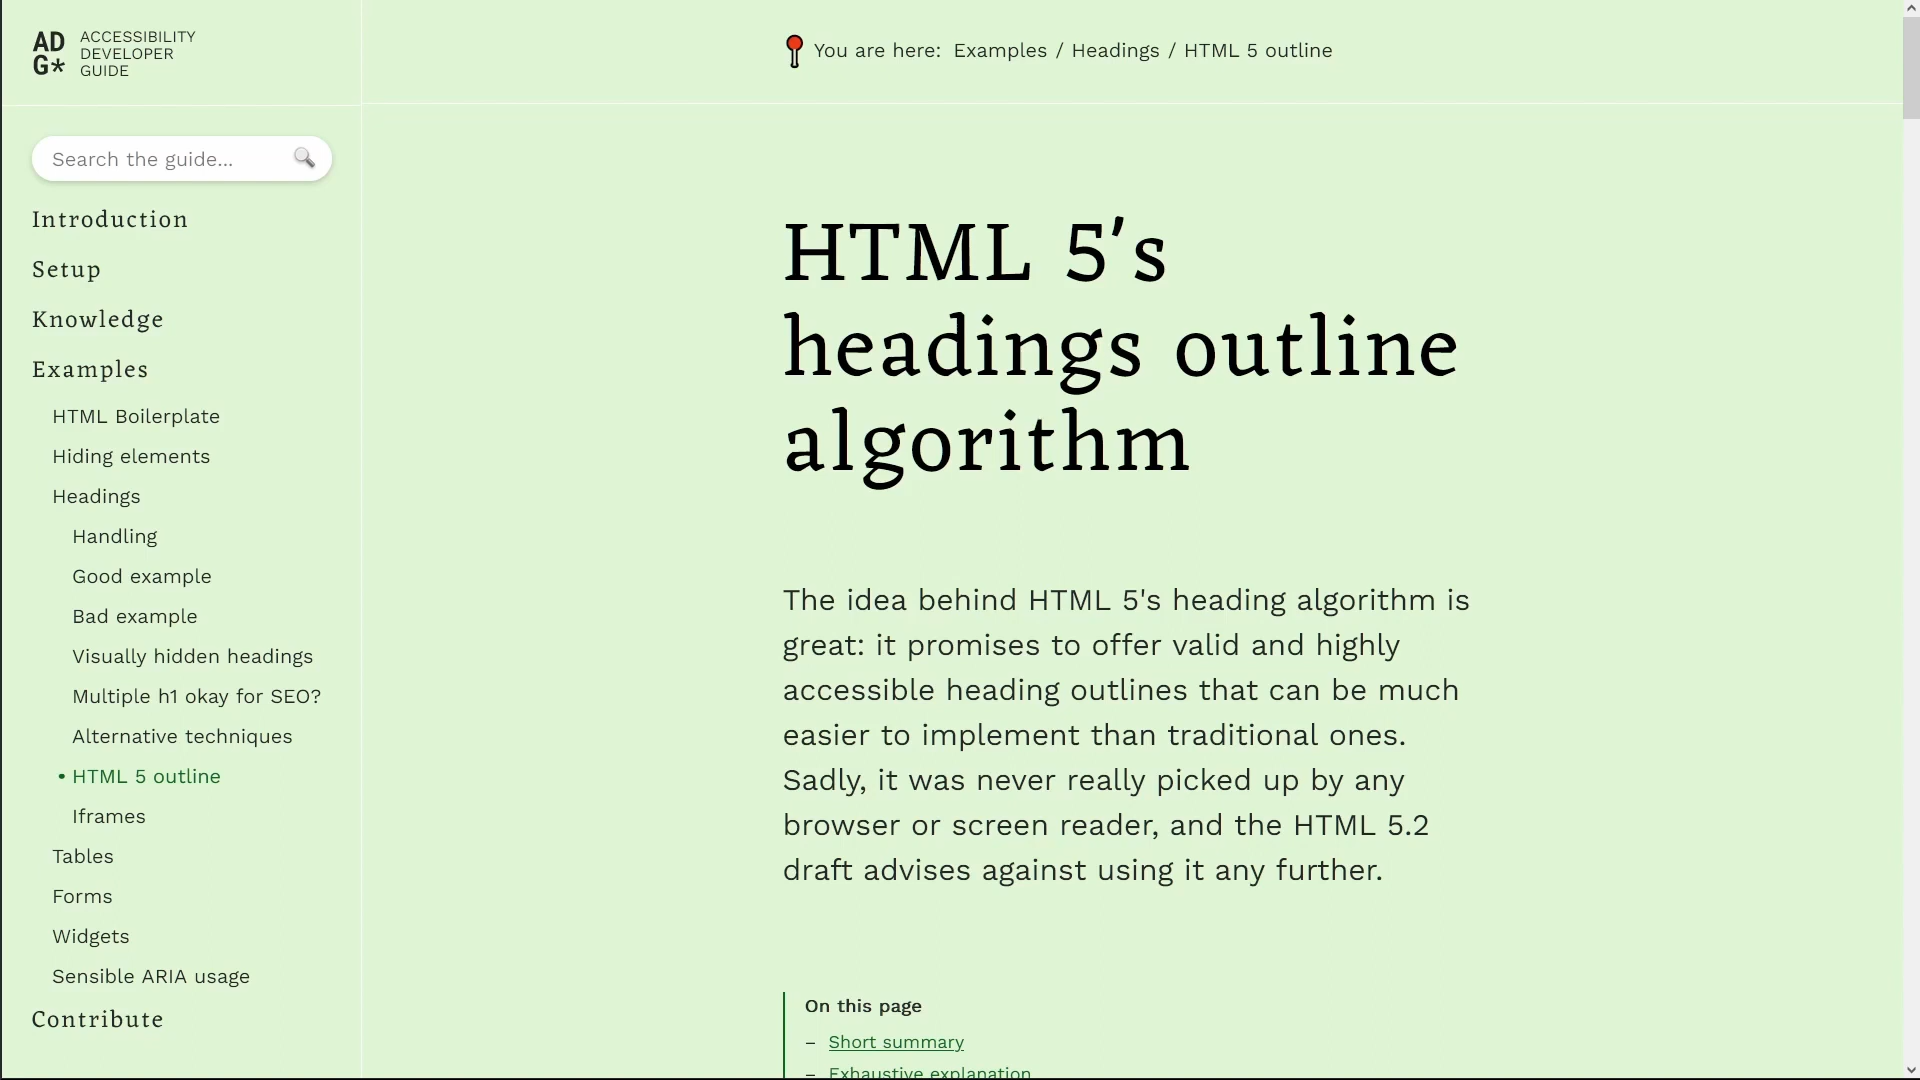 AD
G*
ACCESSIBILITY
DEVELOPER
GUIDE
Search the guide...
Introduction
Setup
Knowledge
Examples
HTML Boilerplate
Hiding elements
Headings
Handling
Good example
Bad example
Visually hidden headings
Multiple h1 okay for SEO?
Alternative techniques
• HTML 5 outline
Iframes
Tables
Forms
Widgets
Sensible ARIA usage
Contribute
You are here: Examples / Headings / HTML 5 outline
HTML 5's
headings outline
algorithm
The idea behind HTML 5's heading algorithm is
great: it promises to offer valid and highly
accessible heading outlines that can be much
easier to implement than traditional ones.
Sadly, it was never really picked up by any
browser or screen reader, and the HTML 5.2
draft advises against using it any further.
On this page
– Short summary
– Exhaustive explanation